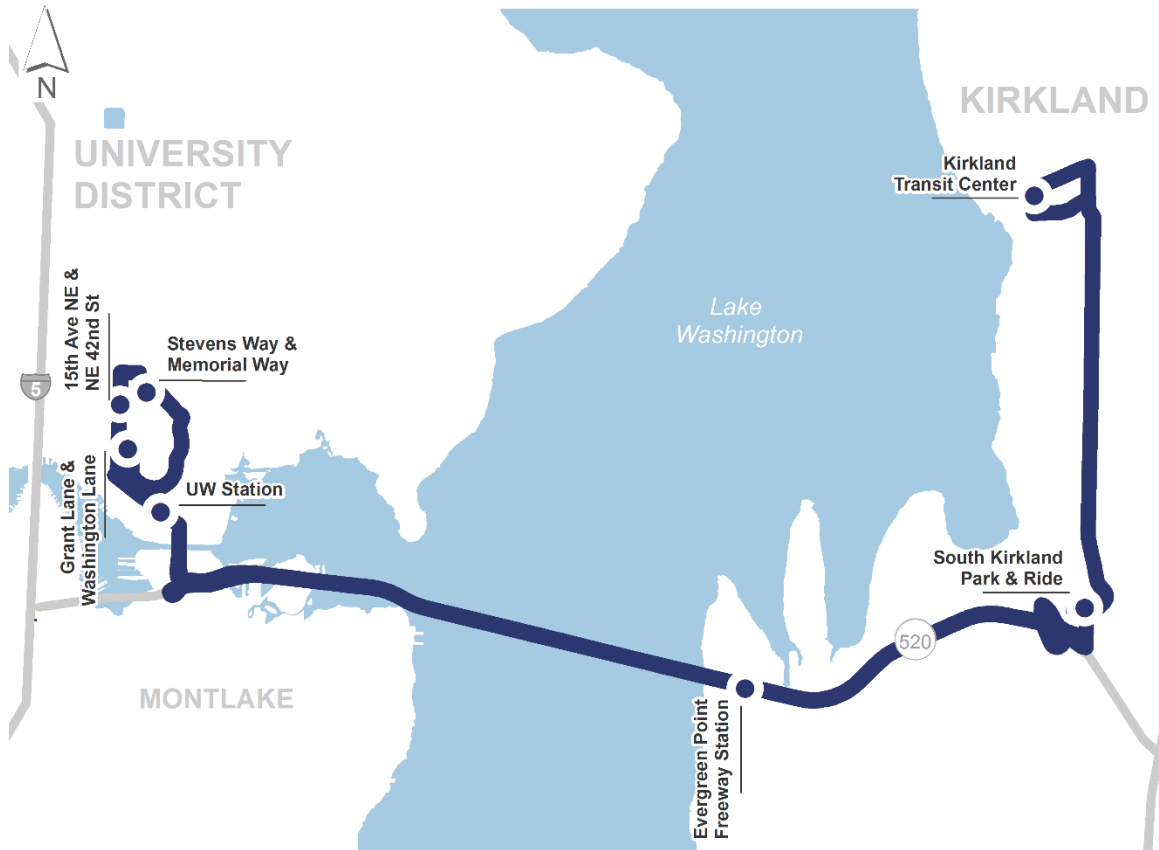 N
KIRKLAND
UNIVERSITY
DISTRICT
Kirkland
Transit Center
Lake
Washington
15th Ave NE &
NE 42nd St
Stevens Way &
Memorial Way
5
Grant Lane &
Washington Lane
UW Station
South Kirkland
Park & Ride
520
MONTLAKE
Evergreen Point
Freeway Station